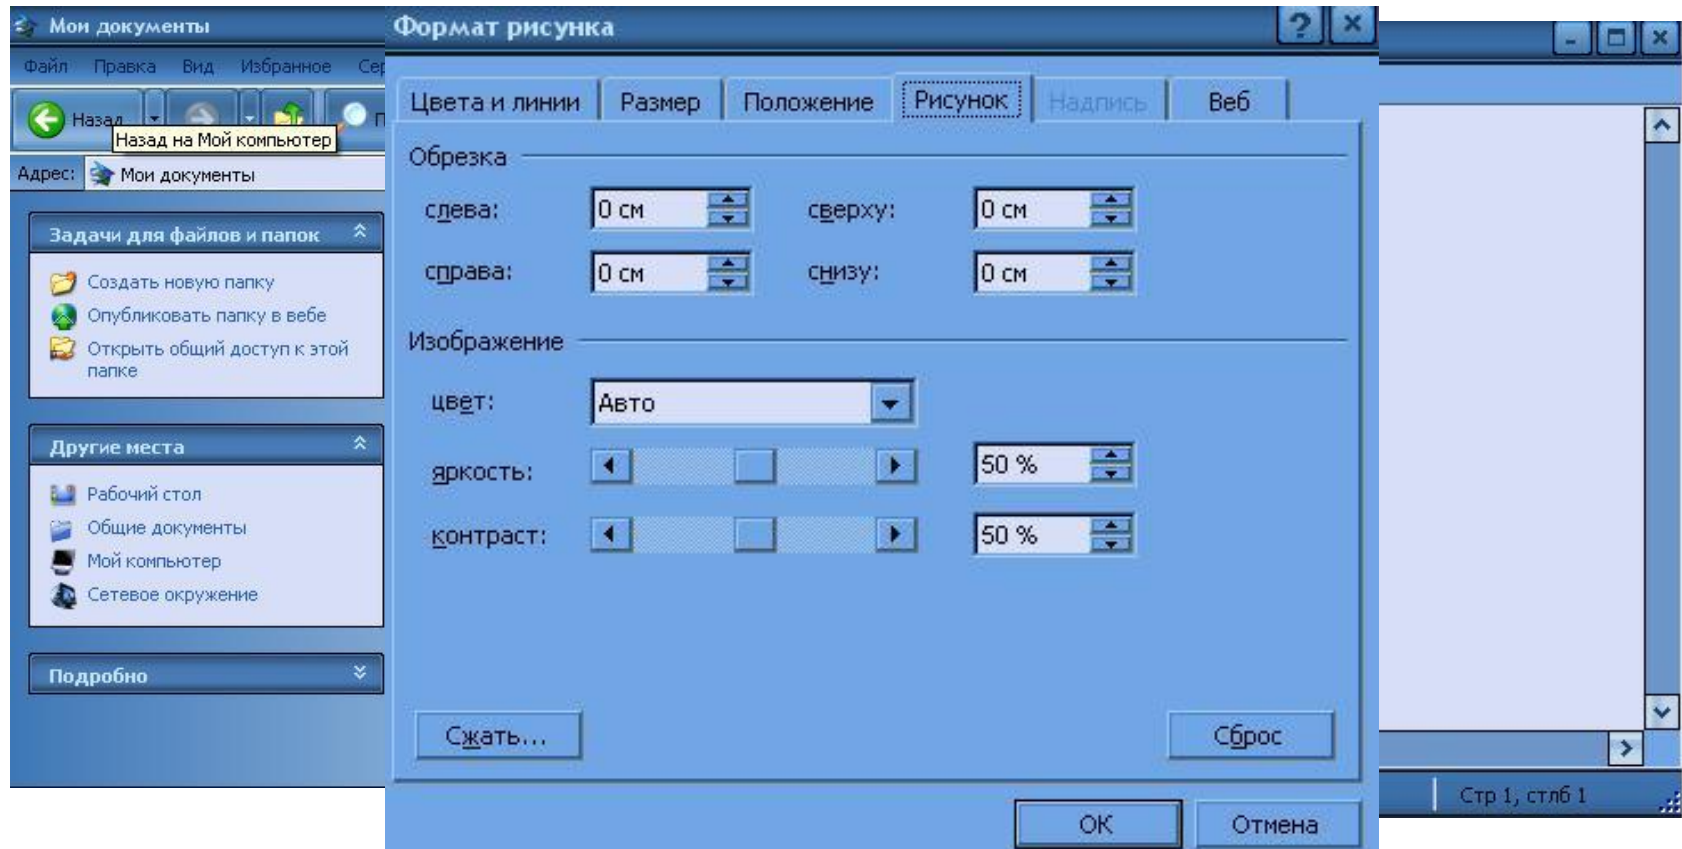 Мои документы
Файл Правка Вид Избранное
Назад
Назад на Мой компьютер
Адрес: Мои документы
Задачи для файлов и папок
Создать новую папку
Опубликовать папку в вебе
Открыть общий доступ к этой
папке
Другие места
Рабочий стол
Общие документы
Мой компьютер
Сетевое окружение
Подробно
Формат рисунка
Цвета и линии Размер Положение Рисунок Надпись Веб
Обрезка
слева: 0 см сверху: 0 см
справа: 0 см снизу: 0 см
Изображение
цвет: Авто
яркость: 50 %
контраст: 50 %
Сжать... Сброс
ОК Отмена
Стр 1, стлб 1